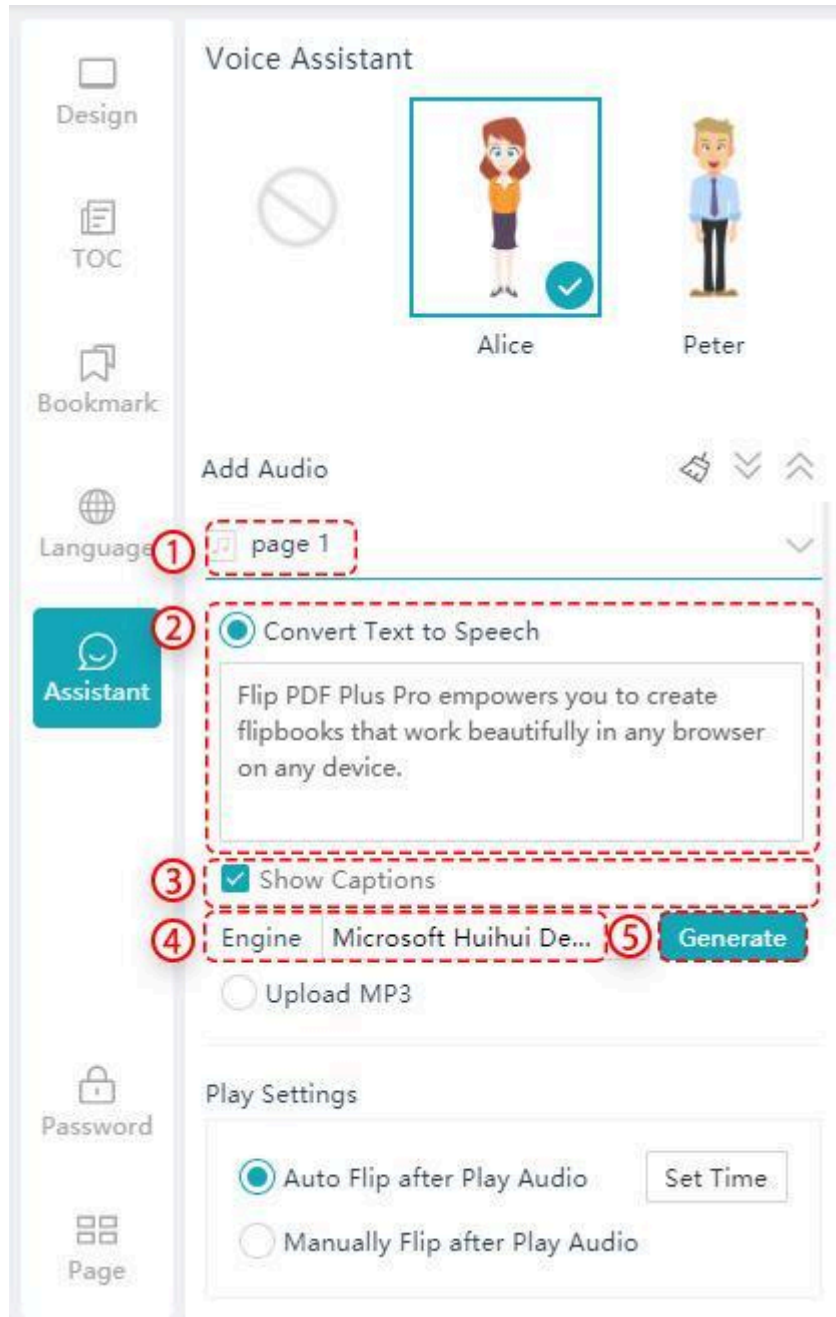 Voice Assistant
Design
TOC
Alice
Peter
Bookmark
Add Audio
Language
① page 1
② Convert Text to Speech
Assistant
Flip PDF Plus Pro empowers you to create
flipbooks that work beautifully in any browser
on any device.
③ Show Captions
④ Engine Microsoft Huihui De... ⑤ Generate
Upload MP3
Play Settings
Password
Auto Flip after Play Audio Set Time
Manually Flip after Play Audio
Page